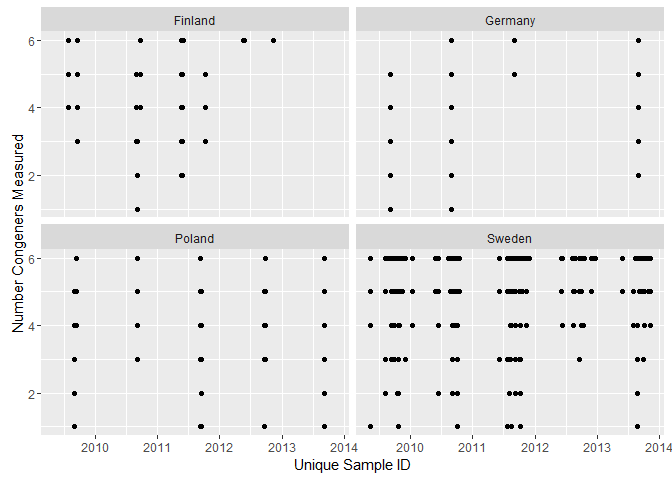 Finland
Germany
6
4
2
Poland
Sweden
6
4
2
Number Congeners Measured
2010 2011 2012 2013 2014
2010 2011 2012 2013 2014
Unique Sample ID